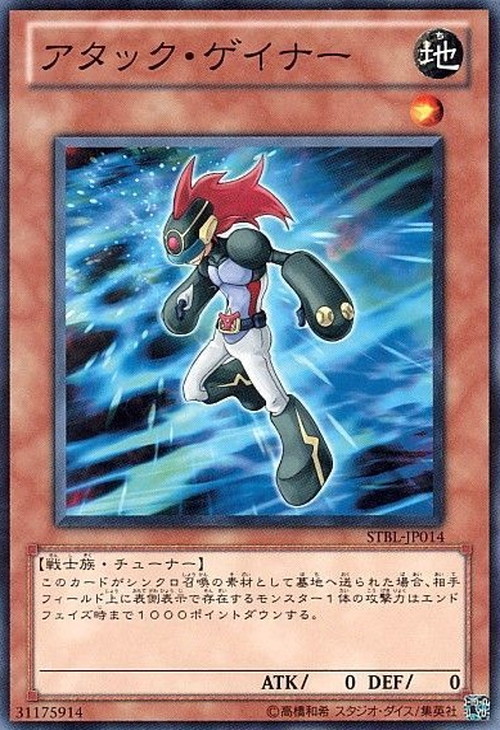 アタック・ゲイナー
地
STBL-JP014
【戦士族・チューナー】
このカードがシンクロ召喚の素材として墓地へ送られた場合、相手
フィールド上に表側表示で存在するモンスター1体の攻撃力はエンド
フェイズ時まで1000ポイントダウンする。
ATK/ 0 DEF/ 0
31175914 ©高橋和希 スタジオ・ダイス/集英社